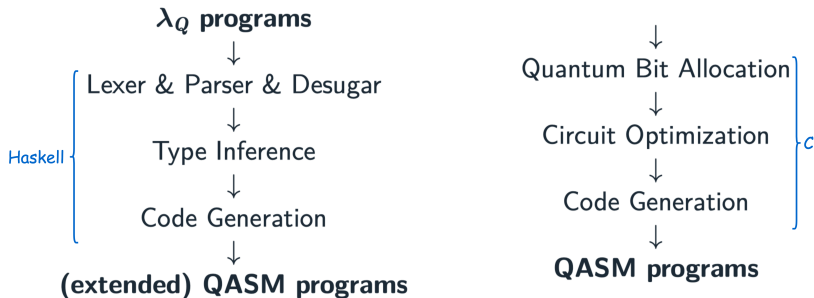 λQ programs
↓
Lexer & Parser & Desugar
↓
Haskell
Type Inference
↓
Code Generation
↓
(extended) QASM programs
↓
Quantum Bit Allocation
↓
Circuit Optimization
C
↓
Code Generation
↓
QASM programs